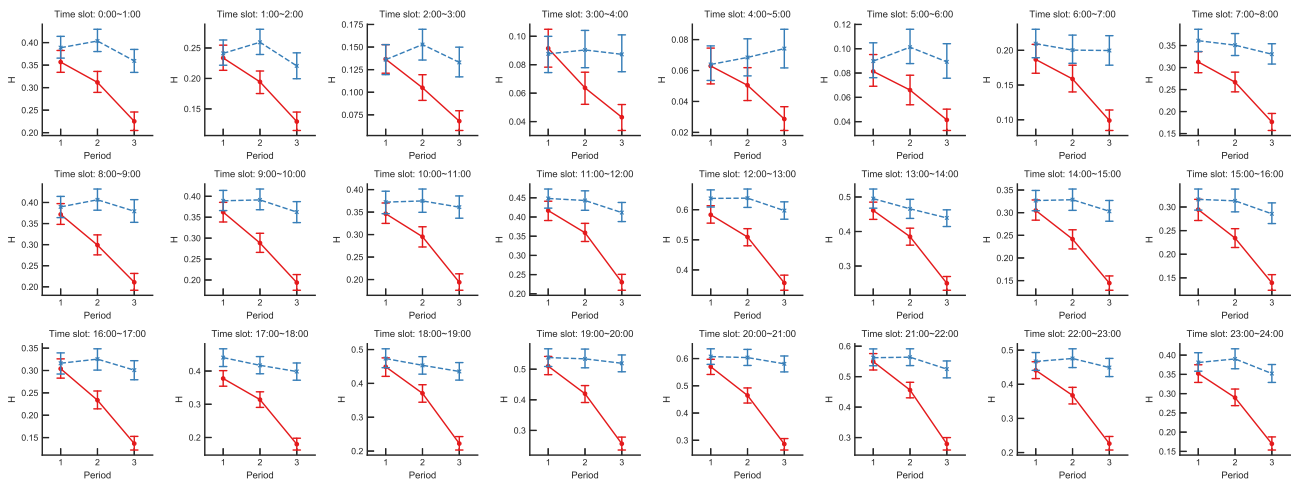 Time slot: 0:00~1:00
H
0.40
0.35
0.30
0.25
0.20
1
2
3
Period
Time slot: 1:00~2:00
H
0.25
0.20
0.15
0.10
1
2
3
Period
Time slot: 2:00~3:00
H
0.175
0.150
0.125
0.100
0.075
1
2
3
Period
Time slot: 3:00~4:00
H
0.10
0.08
0.06
0.04
1
2
3
Period
Time slot: 4:00~5:00
H
0.08
0.06
0.04
0.02
1
2
3
Period
Time slot: 5:00~6:00
H
0.12
0.10
0.08
0.06
0.04
1
2
3
Period
Time slot: 6:00~7:00
H
0.20
0.15
0.10
1
2
3
Period
Time slot: 7:00~8:00
H
0.35
0.30
0.25
0.20
0.15
1
2
3
Period
Time slot: 8:00~9:00
H
0.40
0.35
0.30
0.25
0.20
1
2
3
Period
Time slot: 9:00~10:00
H
0.40
0.35
0.30
0.25
0.20
1
2
3
Period
Time slot: 10:00~11:00
H
0.40
0.35
0.30
0.25
0.20
1
2
3
Period
Time slot: 11:00~12:00
H
0.45
0.40
0.35
0.30
0.25
0.20
1
2
3
Period
Time slot: 12:00~13:00
H
0.6
0.5
0.4
1
2
3
Period
Time slot: 13:00~14:00
H
0.5
0.4
0.3
1
2
3
Period
Time slot: 14:00~15:00
H
0.35
0.30
0.25
0.20
0.15
1
2
3
Period
Time slot: 15:00~16:00
H
0.30
0.25
0.20
0.15
1
2
3
Period
Time slot: 16:00~17:00
H
0.35
0.30
0.25
0.20
0.15
1
2
3
Period
Time slot: 17:00~18:00
H
0.4
0.3
0.2
1
2
3
Period
Time slot: 18:00~19:00
H
0.5
0.4
0.3
0.2
1
2
3
Period
Time slot: 19:00~20:00
H
0.5
0.4
0.3
1
2
3
Period
Time slot: 20:00~21:00
H
0.6
0.5
0.4
0.3
1
2
3
Period
Time slot: 21:00~22:00
H
0.6
0.5
0.4
0.3
1
2
3
Period
Time slot: 22:00~23:00
H
0.5
0.4
0.3
0.2
1
2
3
Period
Time slot: 23:00~24:00
H
0.40
0.35
0.30
0.25
0.20
0.15
1
2
3
Period